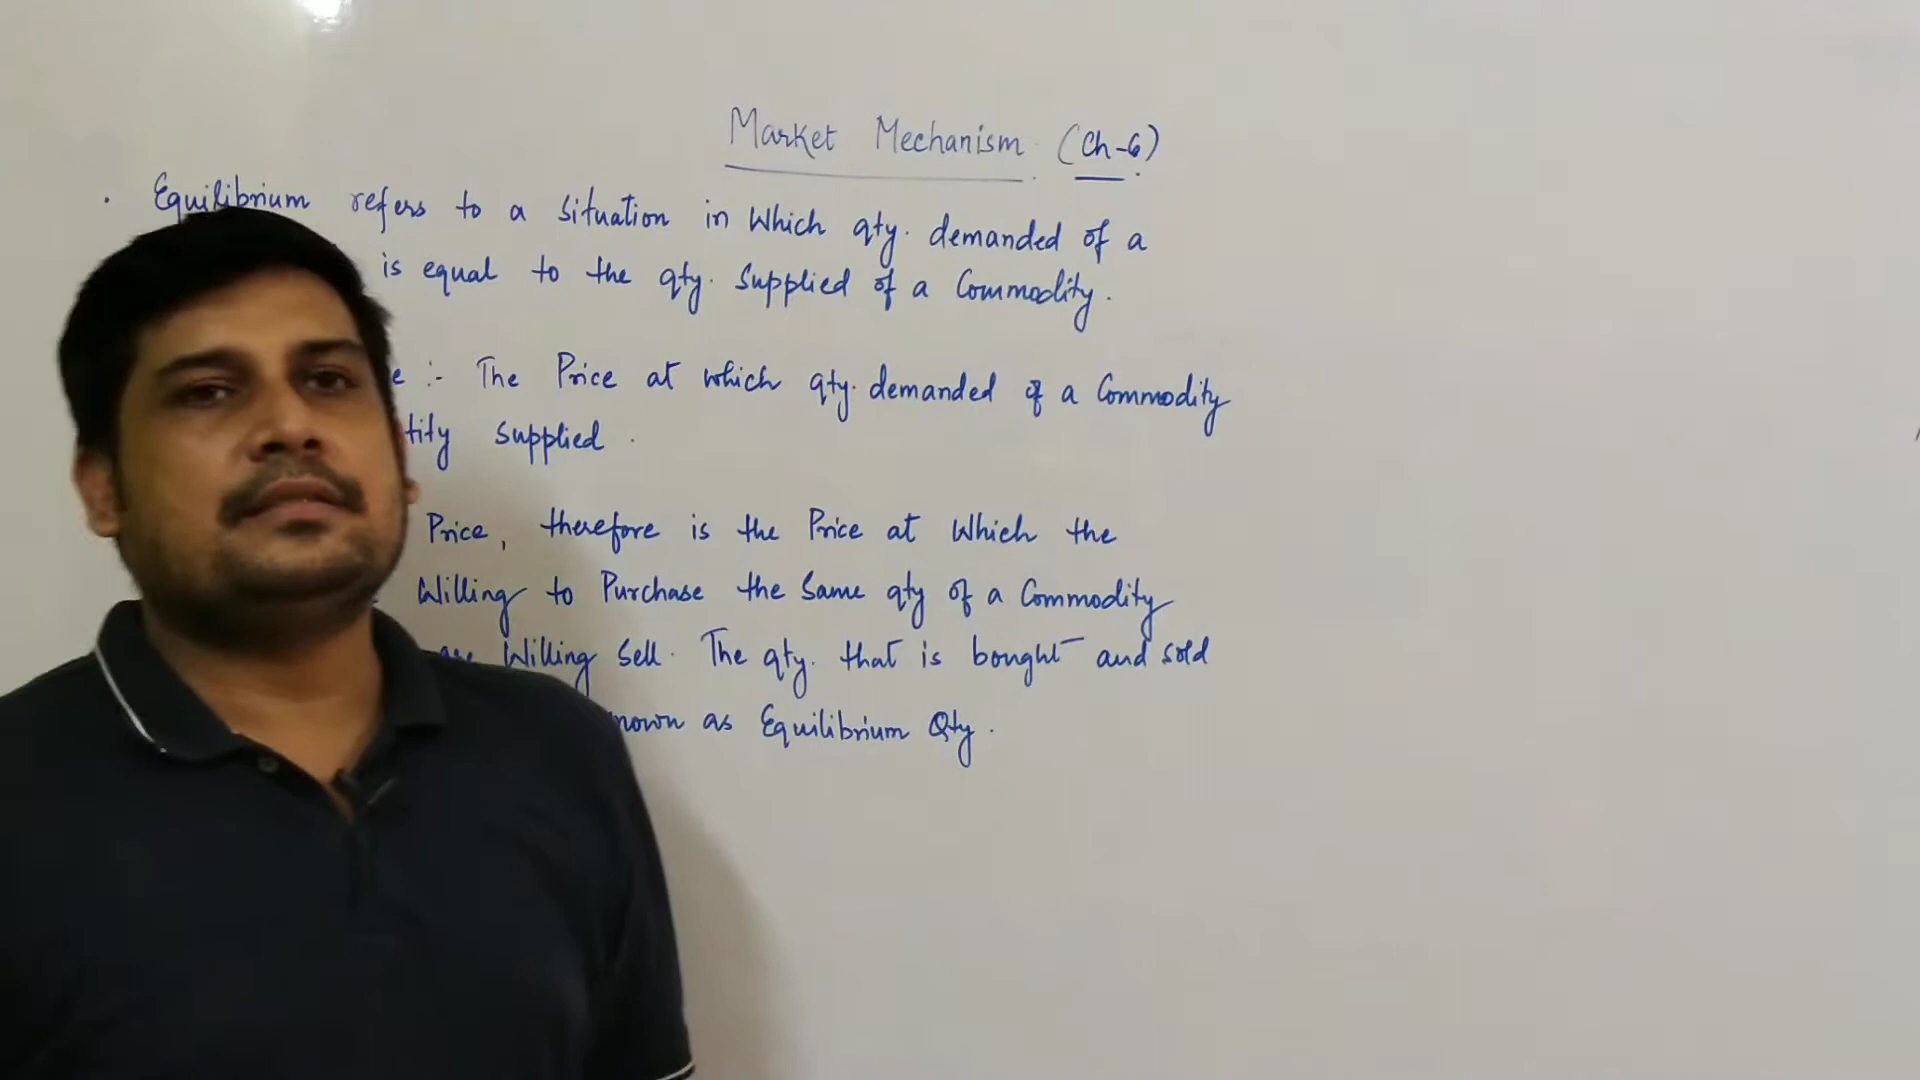 Market Mechanism (Ch-6)
Equilibrium refers to a situation in Which qty. demanded of a
is equal to the qty. Supplied of a Commodity.
:- The Price at which qty. demanded of a Commodity
supplied.
Price, therefore is the Price at Which the
Willing to Purchase the Same qty of a Commodity
are Willing Sell. The qty. that is bought and sold
as Equilibrium Qty.